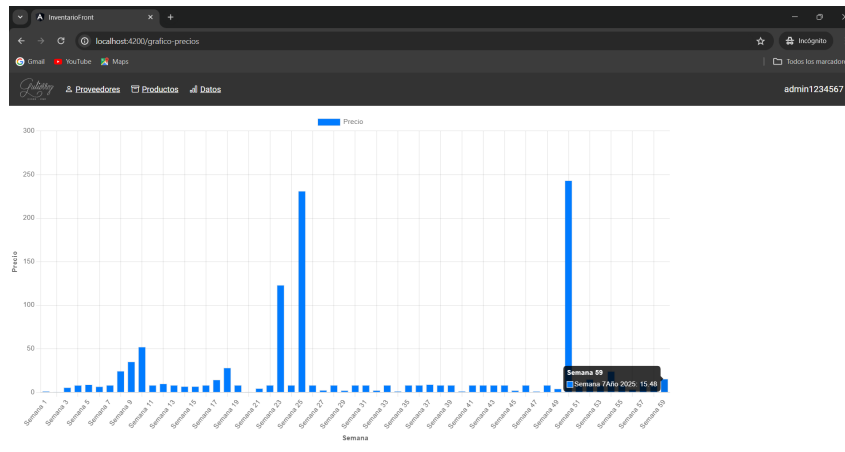 InventarioFront
localhost:4200/grafico-precios
Incógnito
Gmail YouTube Maps
Todos los marcadore
Proveedores Productos Datos
admin1234567
Precio
300
250
200
150
100
50
0
Precio
Semana 59
Semana 7Año 2025: 15,48
Semana 1
Semana 3
Semana 5
Semana 7
Semana 9
Semana 11
Semana 13
Semana 15
Semana 17
Semana 19
Semana 21
Semana 23
Semana 25
Semana 27
Semana 29
Semana 31
Semana 33
Semana 35
Semana 37
Semana 39
Semana 41
Semana 43
Semana 45
Semana 47
Semana 49
Semana 51
Semana 53
Semana 55
Semana 57
Semana 59
Semana